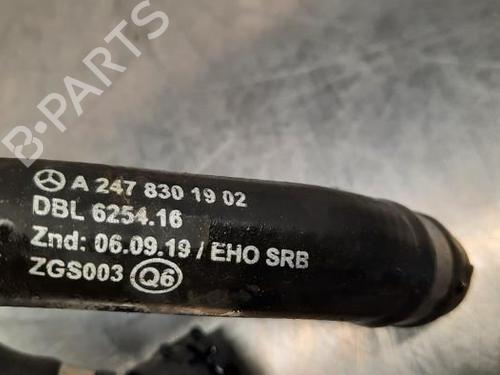 B-PARTS
A 247 830 19 02
DBL 6254.16
Znd: 06.09.19 / EHO SRB
ZGS003 Q6